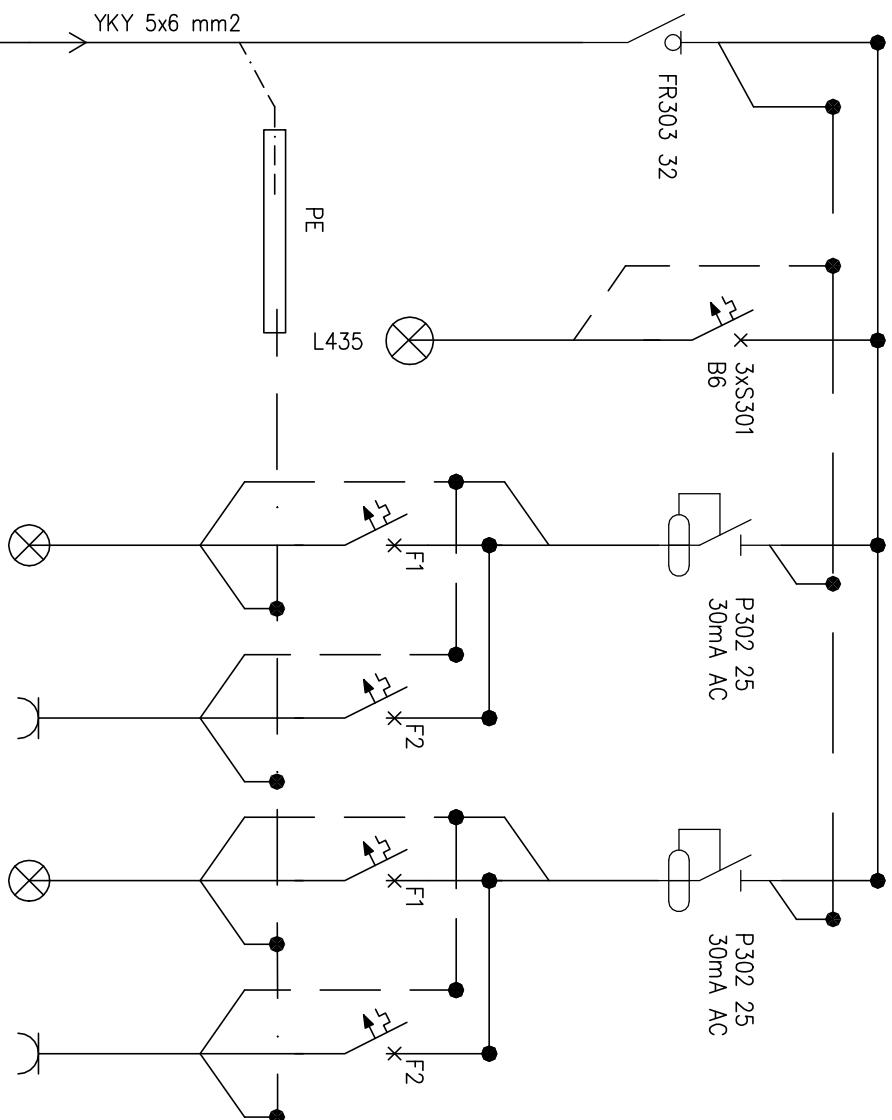 YKY 5x6 mm2
FR303 32
PE
L435
3xS301
B6
F1
P302 25
30mA AC
F2
F1
P302 25
30mA AC
F2